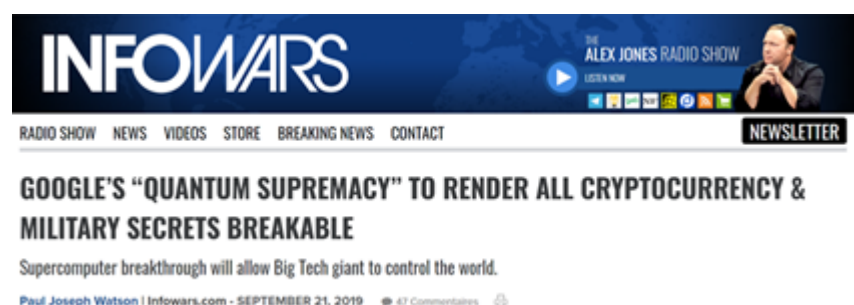 INFOWARS
THE
ALEX JONES RADIO SHOW
LISTEN NOW
RADIO SHOW NEWS VIDEOS STORE BREAKING NEWS CONTACT NEWSLETTER
GOOGLE'S “QUANTUM SUPREMACY” TO RENDER ALL CRYPTOCURRENCY &
MILITARY SECRETS BREAKABLE
Supercomputer breakthrough will allow Big Tech giant to control the world.
Paul Joseph Watson | Infowars.com - SEPTEMBER 21, 2019 47 Commentaires